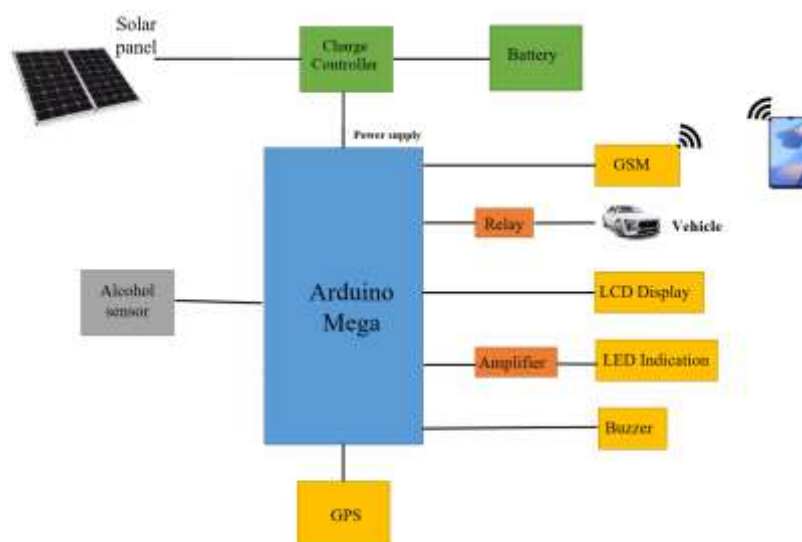 Solar
panel
Charge
Controller
Battery
Power supply
GSM
Relay
Vehicle
Alcohol
sensor
Arduino
Mega
LCD Display
Amplifier
LED Indication
Buzzer
GPS